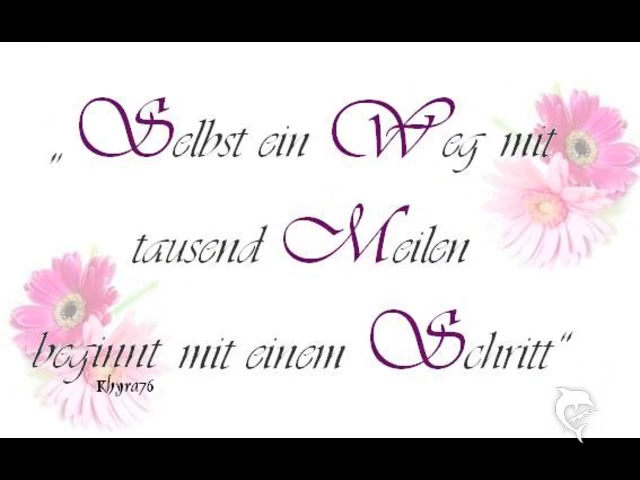 „Selbst ein Weg mit
tausend Meilen
beginnt mit einem Schritt“
Rhyra76